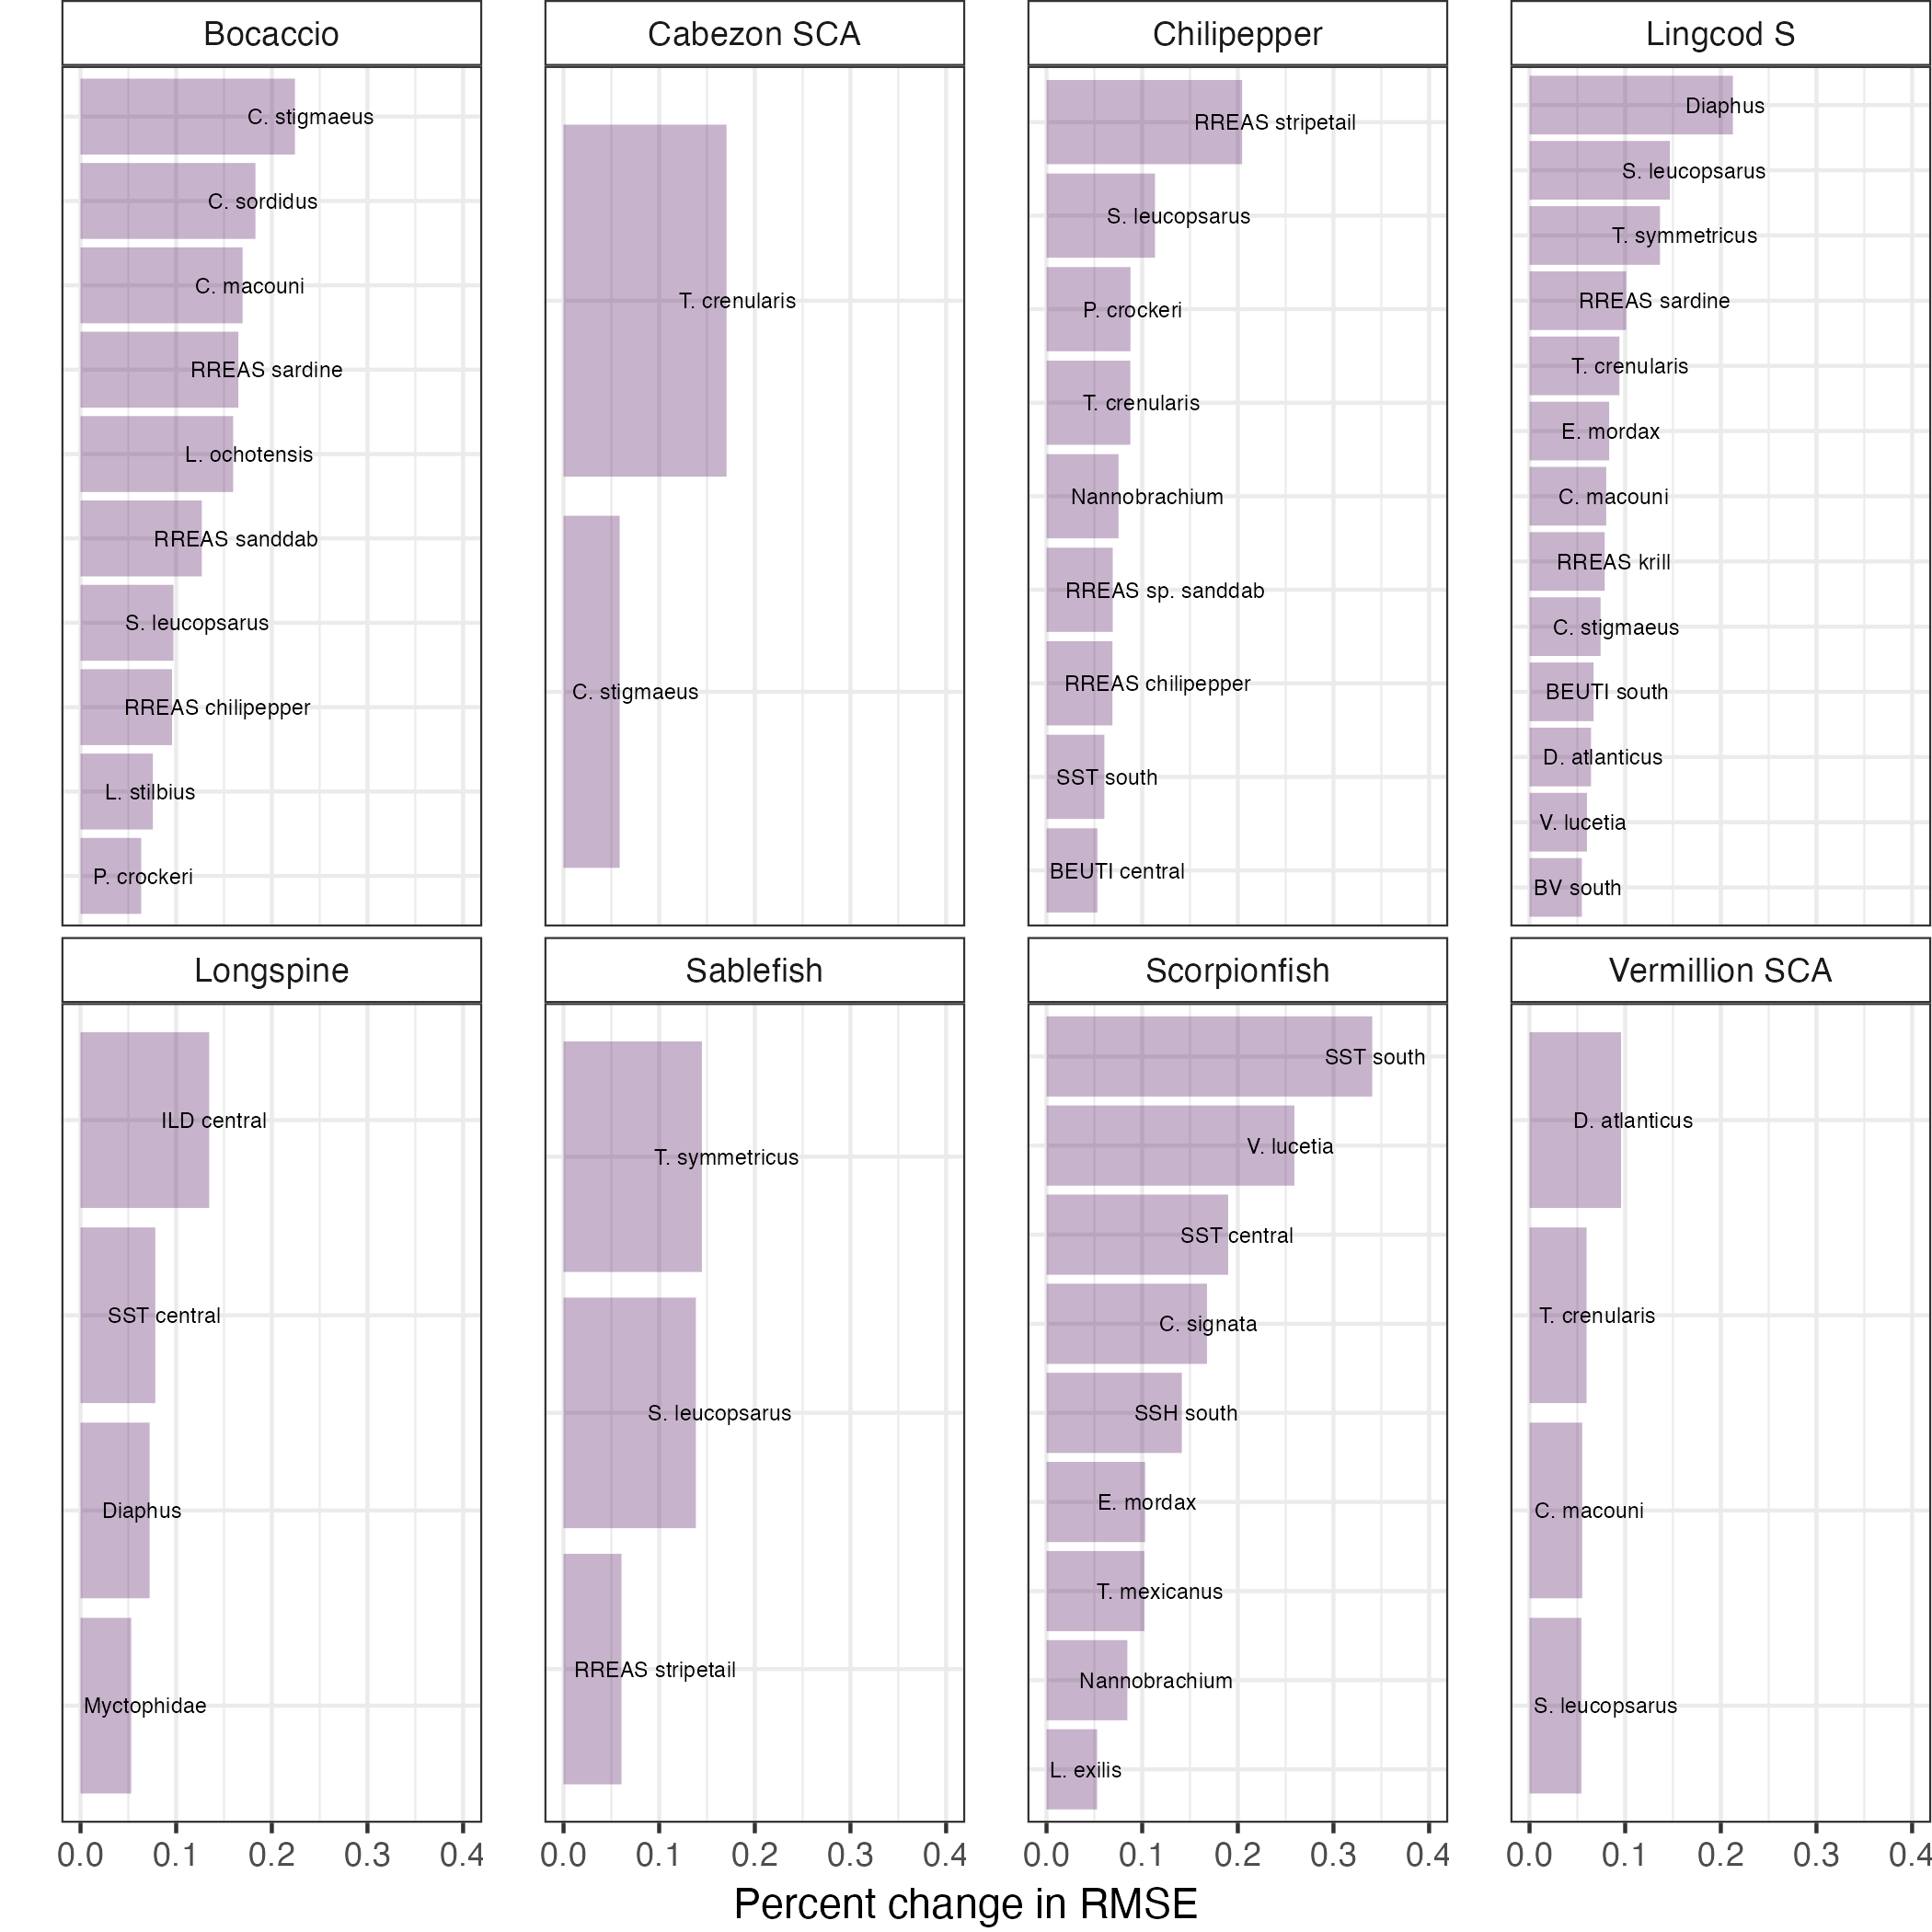 Bocaccio
C. stigmaeus
C. sordidus
C. macouni
RREAS sardine
L. ochotensis
RREAS sanddab
S. leucopsarus
RREAS chilipepper
L. stilbius
P. crockeri
Cabezon SCA
T. crenularis
C. stigmaeus
Chilipepper
RREAS stripetail
S. leucopsarus
P. crockeri
T. crenularis
Nannobrachium
RREAS sp. sanddab
RREAS chilipepper
SST south
BEUTI central
Lingcod S
Diaphus
S. leucopsarus
T. symmetricus
RREAS sardine
T. crenularis
E. mordax
C. macouni
RREAS krill
C. stigmaeus
BEUTI south
D. atlanticus
V. lucetia
BV south
Longspine
ILD central
SST central
Diaphus
Myctophidae
0.0 0.1 0.2 0.3 0.4
Sablefish
T. symmetricus
S. leucopsarus
RREAS stripetail
0.0 0.1 0.2 0.3 0.4
Scorpionfish
SST south
V. lucetia
SST central
C. signata
SSH south
E. mordax
T. mexicanus
Nannobrachium
L. exilis
0.0 0.1 0.2 0.3 0.4
Vermillion SCA
D. atlanticus
T. crenularis
C. macouni
S. leucopsarus
0.0 0.1 0.2 0.3 0.4
Percent change in RMSE